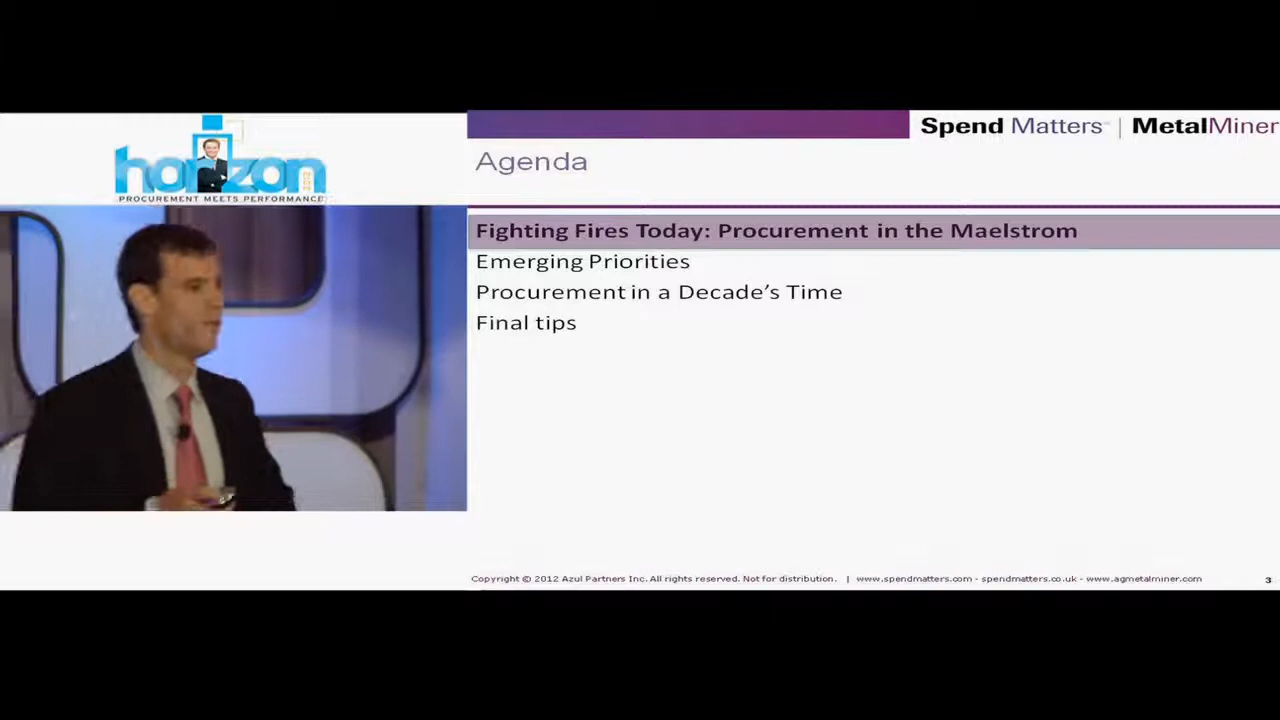 horizon
2012
PROCUREMENT MEETS PERFORMANCE
Spend Matters | MetalMiner
Agenda
Fighting Fires Today: Procurement in the Maelstrom
Emerging Priorities
Procurement in a Decade’s Time
Final tips
Copyright © 2012 Azul Partners Inc. All rights reserved. Not for distribution. | www.spendmatters.com - spendmatters.co.uk - www.agmetalminer.com
3